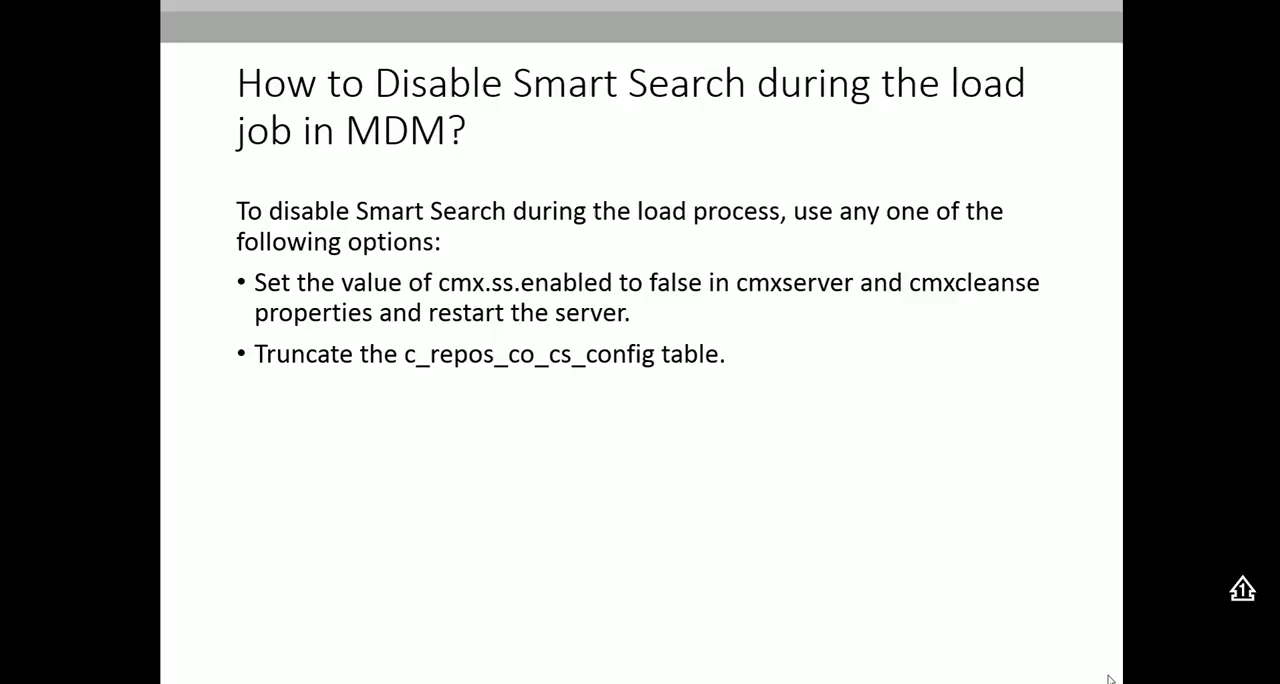 How to Disable Smart Search during the load
job in MDM?
To disable Smart Search during the load process, use any one of the
following options:
• Set the value of cmx.ss.enabled to false in cmxserver and cmxcleanse
properties and restart the server.
• Truncate the c_repos_co_cs_config table.
1